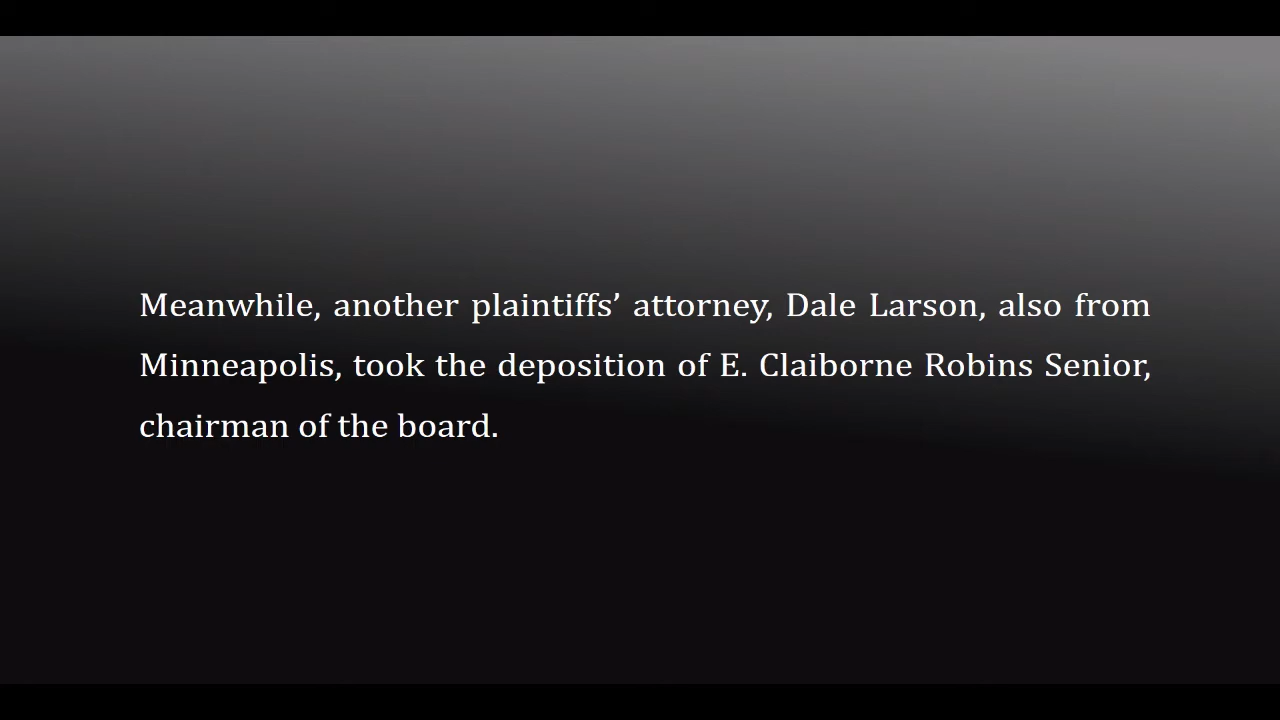 Meanwhile, another plaintiffs’ attorney, Dale Larson, also from
Minneapolis, took the deposition of E. Claiborne Robins Senior,
chairman of the board.